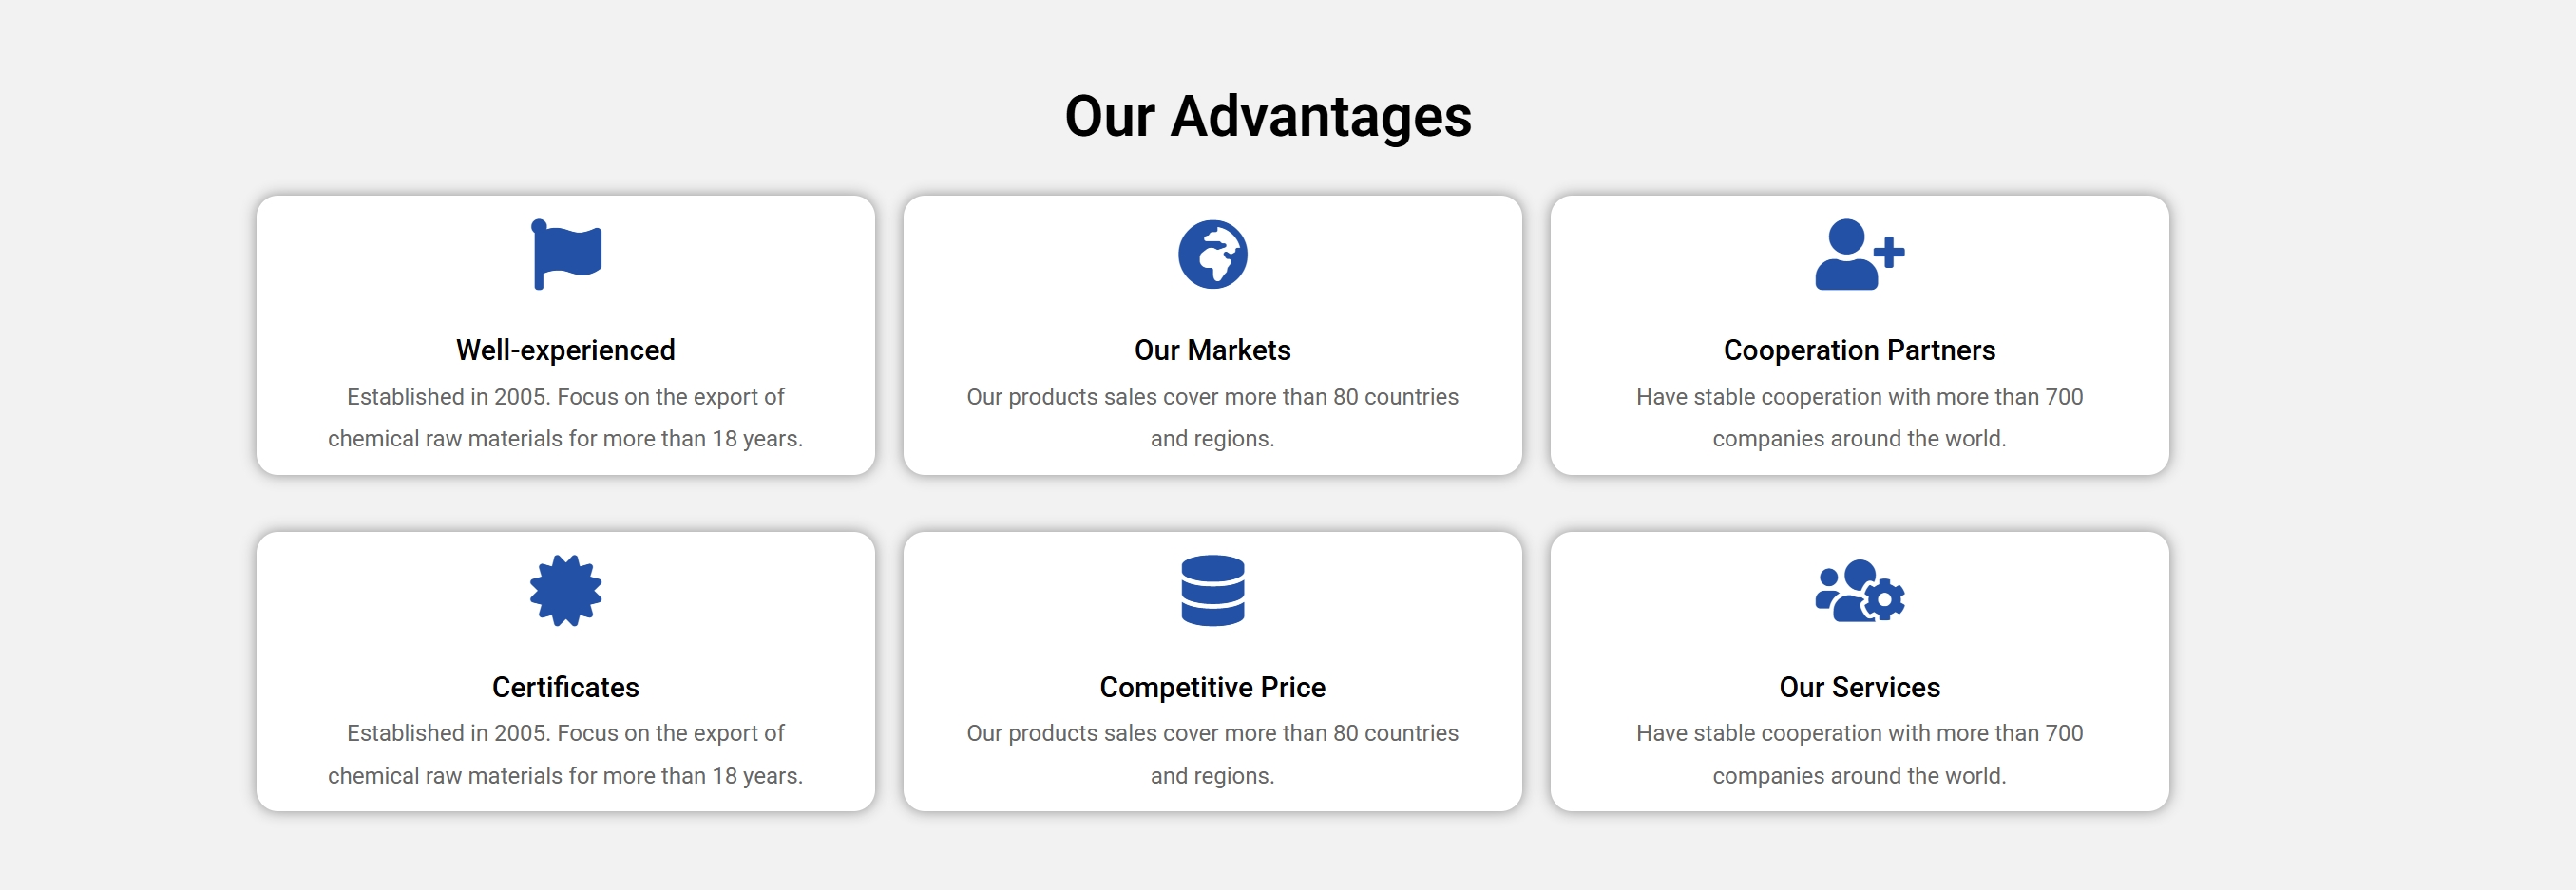 Our Advantages
Well-experienced
Established in 2005. Focus on the export of
chemical raw materials for more than 18 years.
Our Markets
Our products sales cover more than 80 countries
and regions.
Cooperation Partners
Have stable cooperation with more than 700
companies around the world.
Certificates
Established in 2005. Focus on the export of
chemical raw materials for more than 18 years.
Competitive Price
Our products sales cover more than 80 countries
and regions.
Our Services
Have stable cooperation with more than 700
companies around the world.